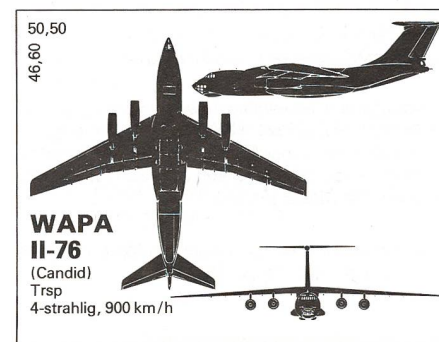 50,50
46,60
WAPA
Il-76
(Candid)
Trsp
4-strahlig, 900 km/h